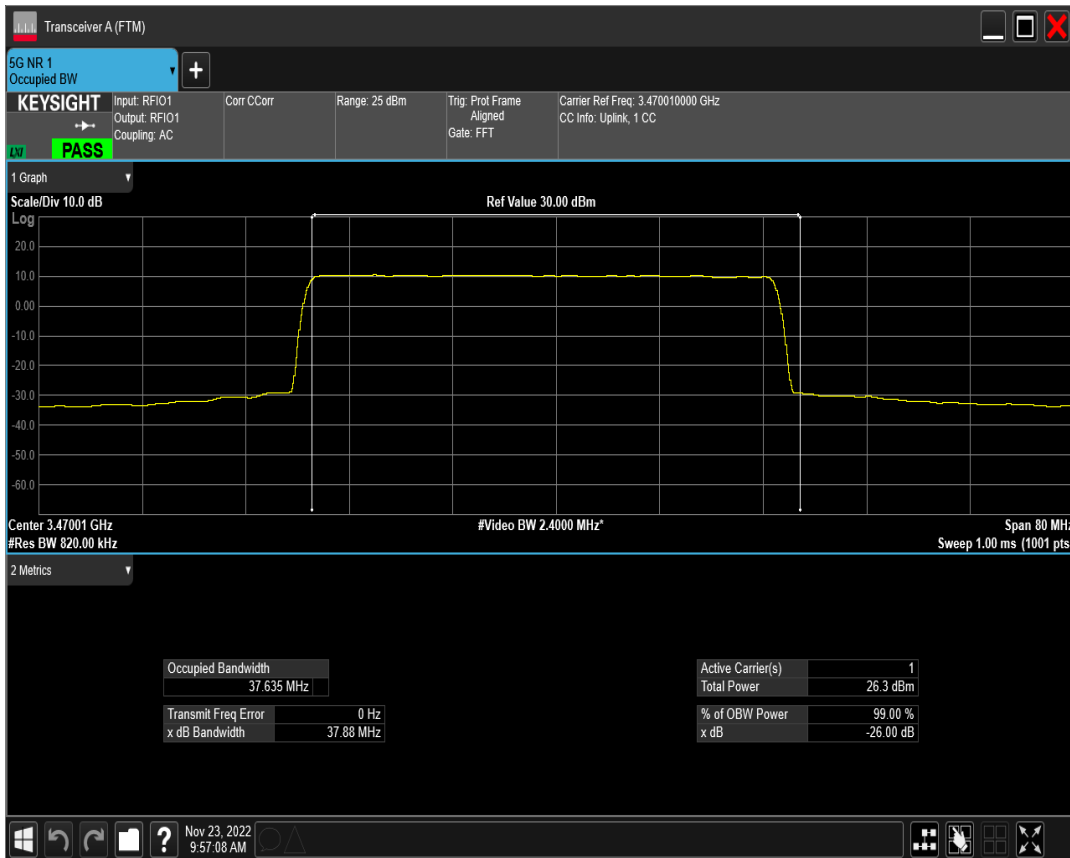 Transceiver A (FTM)
5G NR 1
Occupied BW
+
KEYSIGHT
LXI
PASS
Input: RFIO1
Output: RFIO1
Coupling: AC
Corr CCorr
Range: 25 dBm
Trig: Prot Frame
Aligned
Gate: FFT
Carrier Ref Freq: 3.470010000 GHz
CC Info: Uplink, 1 CC
1 Graph
Scale/Div 10.0 dB
Ref Value 30.00 dBm
Log
20.0
10.0
0.00
-10.0
-20.0
-30.0
-40.0
-50.0
-60.0
Center 3.47001 GHz
#Video BW 2.4000 MHz*
Span 80 MHz
#Res BW 820.00 kHz
Sweep 1.00 ms (1001 pts
2 Metrics
Occupied Bandwidth
37.635 MHz
Transmit Freq Error 0 Hz
x dB Bandwidth 37.88 MHz
Active Carrier(s) 1
Total Power 26.3 dBm
% of OBW Power 99.00 %
x dB -26.00 dB
?
Nov 23, 2022
9:57:08 AM